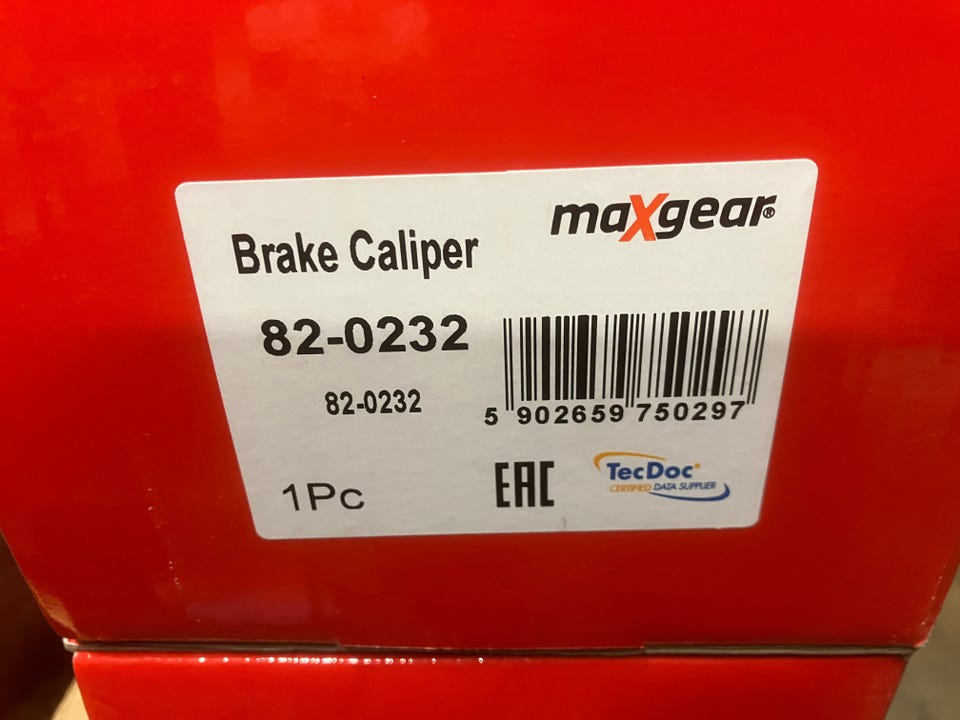 maXgear®
Brake Caliper
82-0232
82-0232
5 902659 750297
1Pc
EAC
TecDoc®
CERTIFIED DATA SUPPLIER